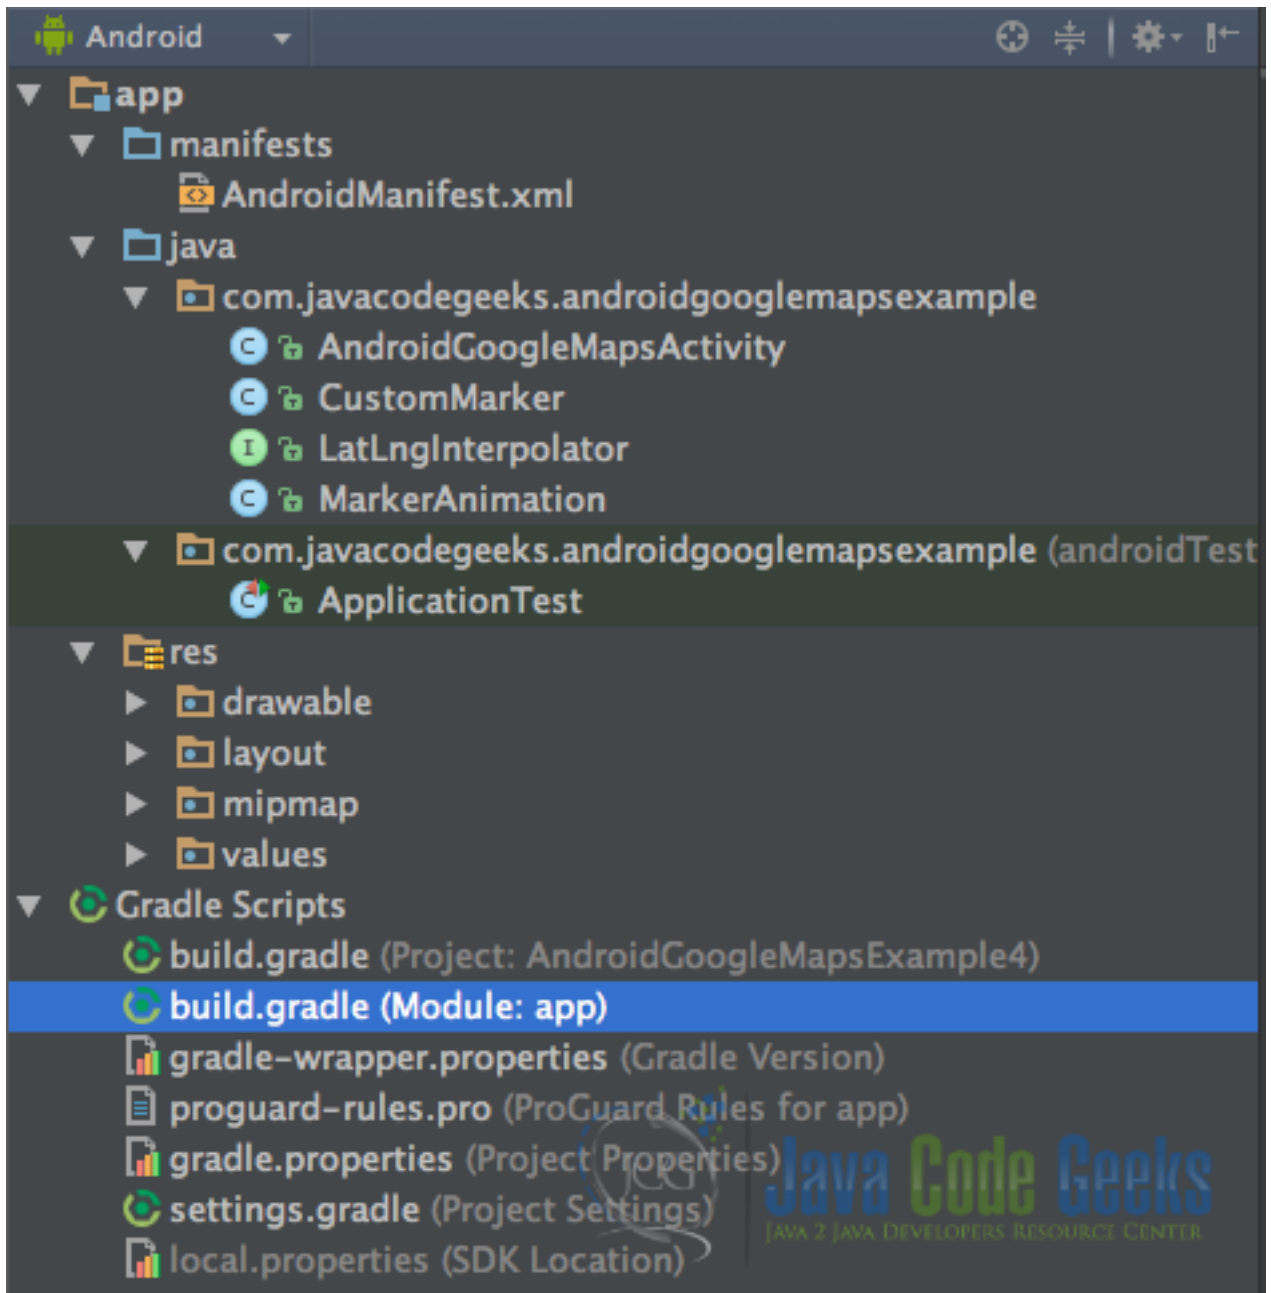 Android
app
manifests
AndroidManifest.xml
java
com.javacodegeeks.androidgooglemapsexample
C AndroidGoogleMapsActivity
C CustomMarker
I LatLngInterpolator
C MarkerAnimation
com.javacodegeeks.androidgooglemapsexample (androidTest
C ApplicationTest
res
drawable
layout
mipmap
values
Gradle Scripts
build.gradle (Project: AndroidGoogleMapsExample4)
build.gradle (Module: app)
gradle-wrapper.properties (Gradle Version)
proguard-rules.pro (ProGuard Rules for app)
gradle.properties (Project Properties)
settings.gradle (Project Settings)
local.properties (SDK Location)
JCG
Java Code Geeks
JAVA 2 JAVA DEVELOPERS RESOURCE CENTER